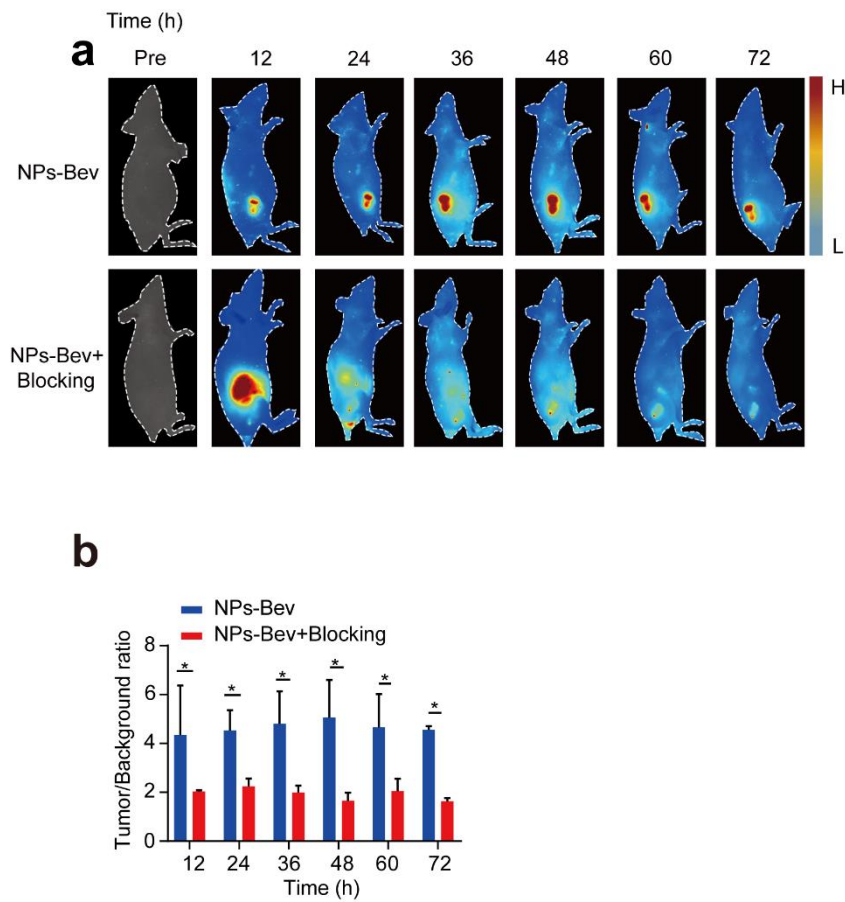 Time (h)
a
Pre 12 24 36 48 60 72
H
NPs-Bev
L
NPs-Bev+
Blocking
b
NPs-Bev
NPs-Bev+Blocking
8
* * * * * *
6
4
2
0
Tumor/Background ratio
12 24 36 48 60 72
Time (h)